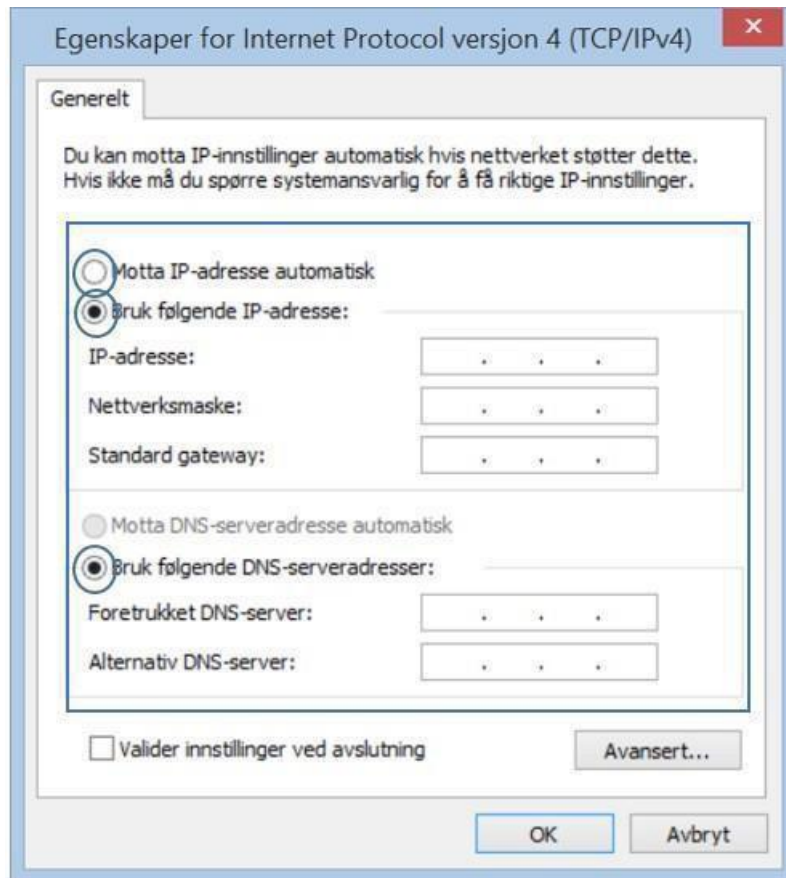 Egenskaper for Internet Protocol versjon 4 (TCP/IPv4)
Generelt
Du kan motta IP-innstillinger automatisk hvis nettverket støtter dette.
Hvis ikke må du spørre systemansvarlig for å få riktige IP-innstillinger.
Motta IP-adresse automatisk
Bruk følgende IP-adresse:
IP-adresse: . . .
Nettverksmaske: . . .
Standard gateway: . . .
Motta DNS-serveradresse automatisk
Bruk følgende DNS-serveradresser:
Foretrukket DNS-server: . . .
Alternativ DNS-server: . . .
Valider innstillinger ved avslutning Avansert...
OK Avbryt